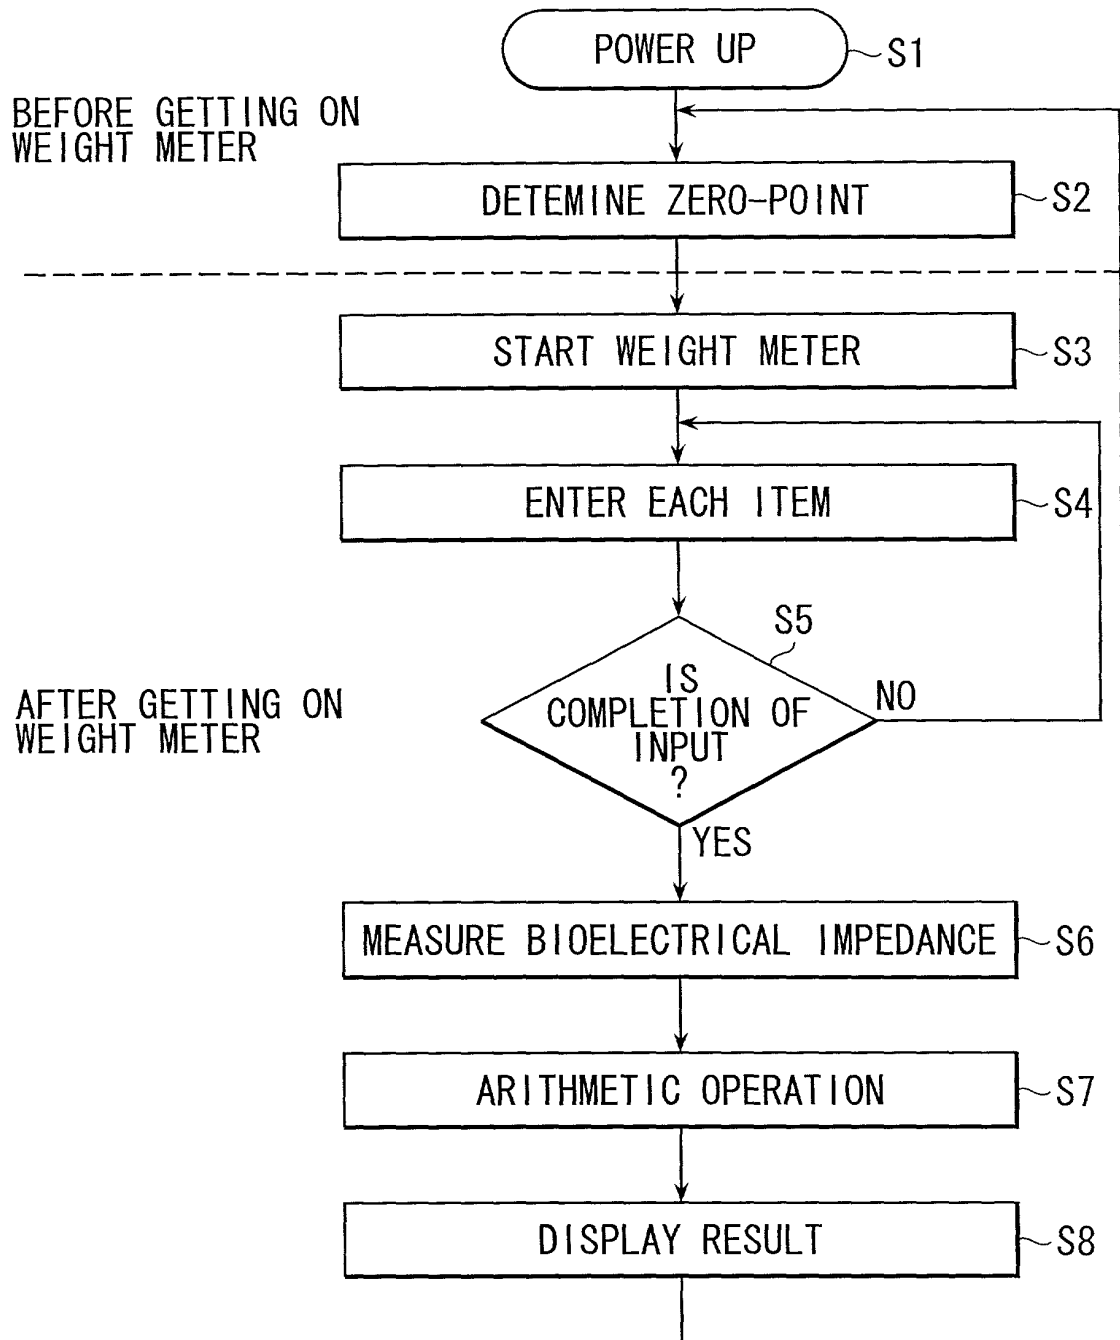 POWER UP
S1
BEFORE GETTING ON
WEIGHT METER
DETEMINE ZERO-POINT
S2
START WEIGHT METER
S3
ENTER EACH ITEM
S4
S5
IS
COMPLETION OF
INPUT
?
NO
AFTER GETTING ON
WEIGHT METER
YES
MEASURE BIOELECTRICAL IMPEDANCE
S6
ARITHMETIC OPERATION
S7
DISPLAY RESULT
S8